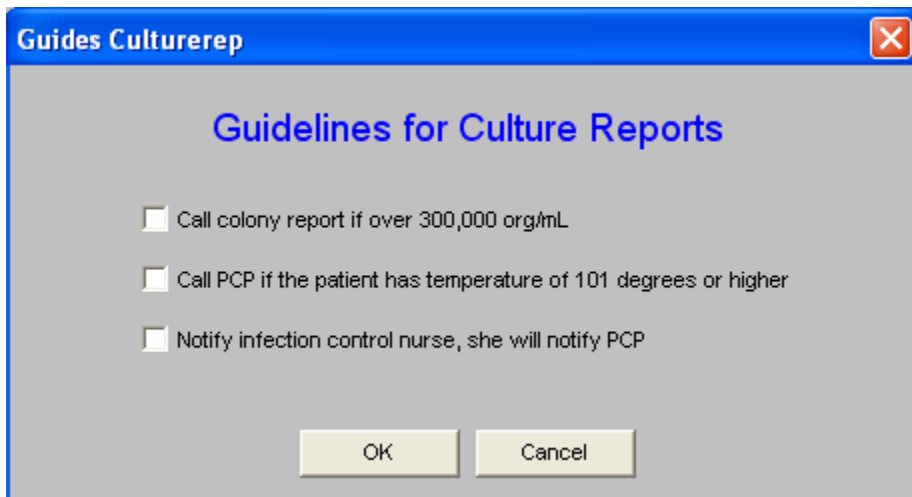 Guides Culturerep
Guidelines for Culture Reports
Call colony report if over 300,000 org/mL
Call PCP if the patient has temperature of 101 degrees or higher
Notify infection control nurse, she will notify PCP
OK Cancel